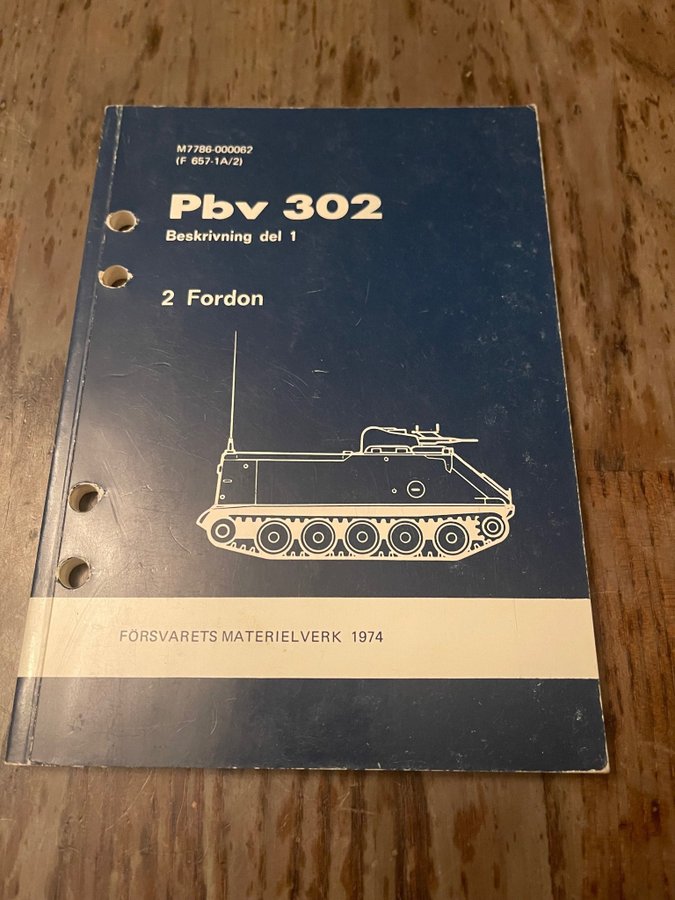 M7786-000062
(F 657-1A/2)
Pbv 302
Beskrivning del 1
2 Fordon
FÖRSVARETS MATERIELVERK 1974